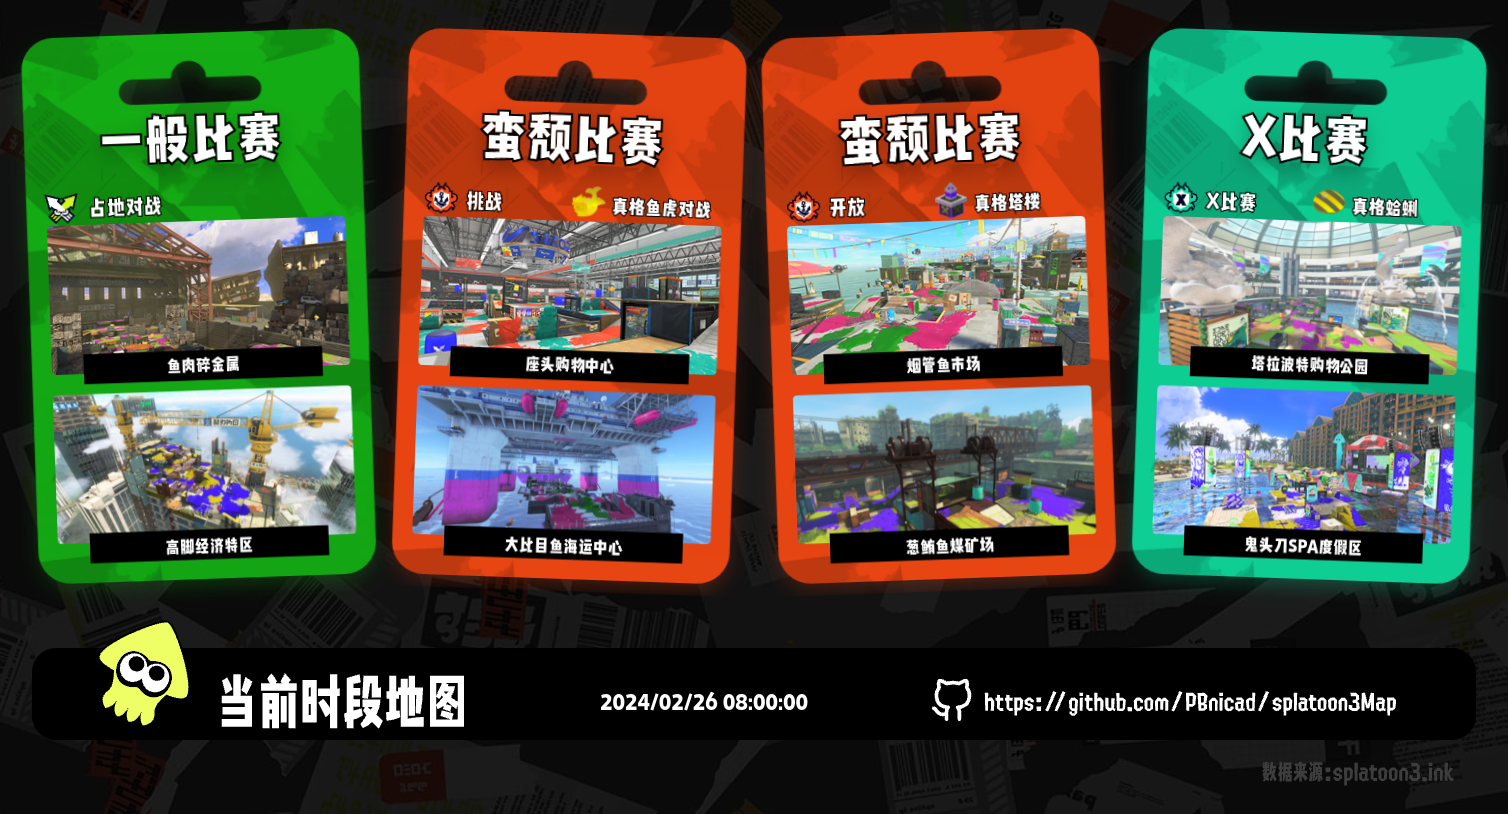 一般比赛
占地对战
鱼肉碎金属
高脚经济特区
蛮颓比赛
挑战
真格鱼虎对战
座头购物中心
大比目鱼海运中心
蛮颓比赛
开放
真格塔楼
烟管鱼市场
葱鲔鱼煤矿场
X比赛
X比赛
真格蛤蜊
塔拉波特购物公园
鬼头刀SPA度假区
当前时段地图
2024/02/26 08:00:00
https://github.com/PBnicad/splatoon3Map
数据来源:splatoon3.ink